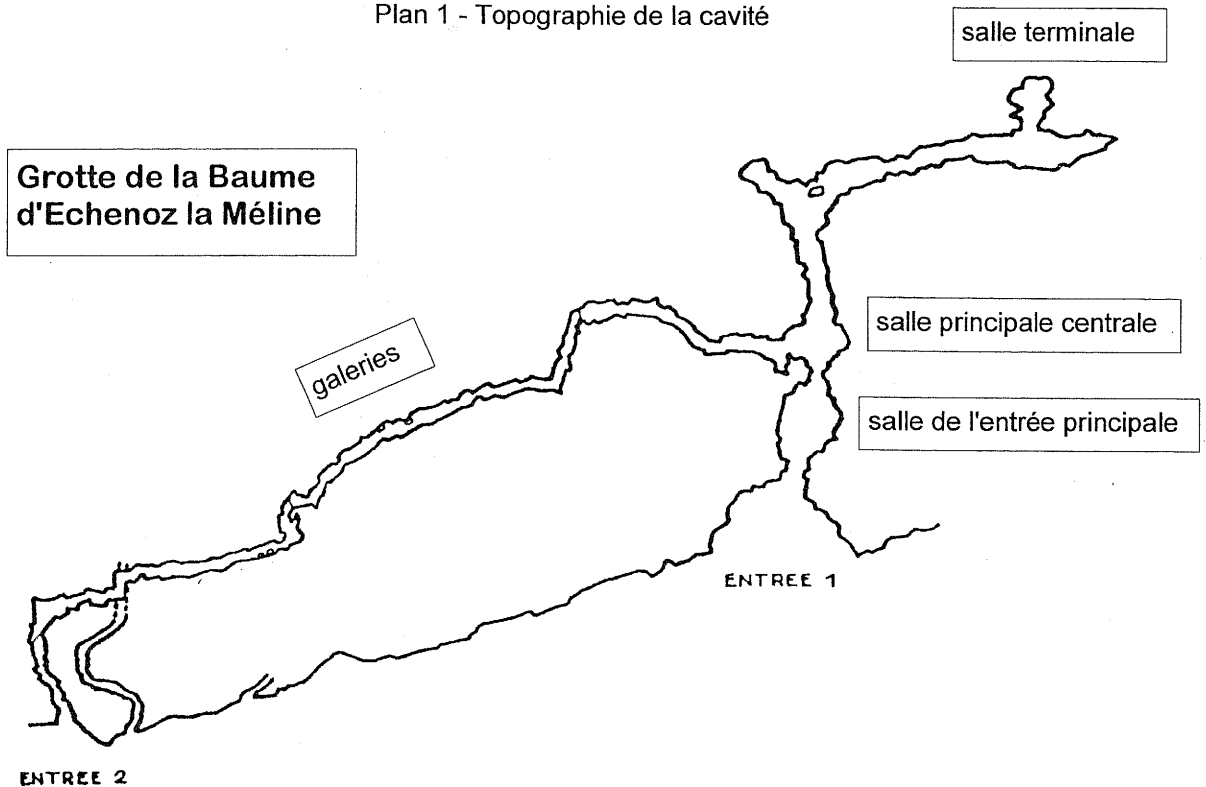 Plan 1 - Topographie de la cavité
salle terminale
Grotte de la Baume
d'Echenoz la Méline
salle principale centrale
galeries
salle de l'entrée principale
ENTREE 1
ENTREE 2